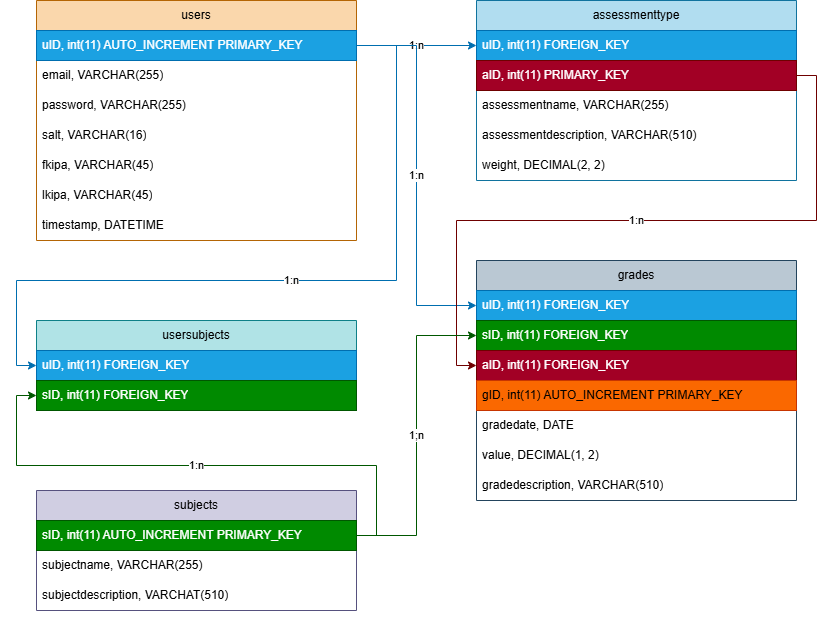 users
uID, int(11) AUTO_INCREMENT PRIMARY_KEY
email, VARCHAR(255)
password, VARCHAR(255)
salt, VARCHAR(16)
fkipa, VARCHAR(45)
lkipa, VARCHAR(45)
timestamp, DATETIME
1:n
assessmenttype
uID, int(11) FOREIGN_KEY
aID, int(11) PRIMARY_KEY
assessmentname, VARCHAR(255)
assessmentdescription, VARCHAR(510)
weight, DECIMAL(2, 2)
1:n
1:n
1:n
usersubjects
uID, int(11) FOREIGN_KEY
sID, int(11) FOREIGN_KEY
grades
uID, int(11) FOREIGN_KEY
sID, int(11) FOREIGN_KEY
aID, int(11) FOREIGN_KEY
gID, int(11) AUTO_INCREMENT PRIMARY_KEY
gradedate, DATE
value, DECIMAL(1, 2)
gradedescription, VARCHAR(510)
1:n
1:n
subjects
sID, int(11) AUTO_INCREMENT PRIMARY_KEY
subjectname, VARCHAR(255)
subjectdescription, VARCHAT(510)